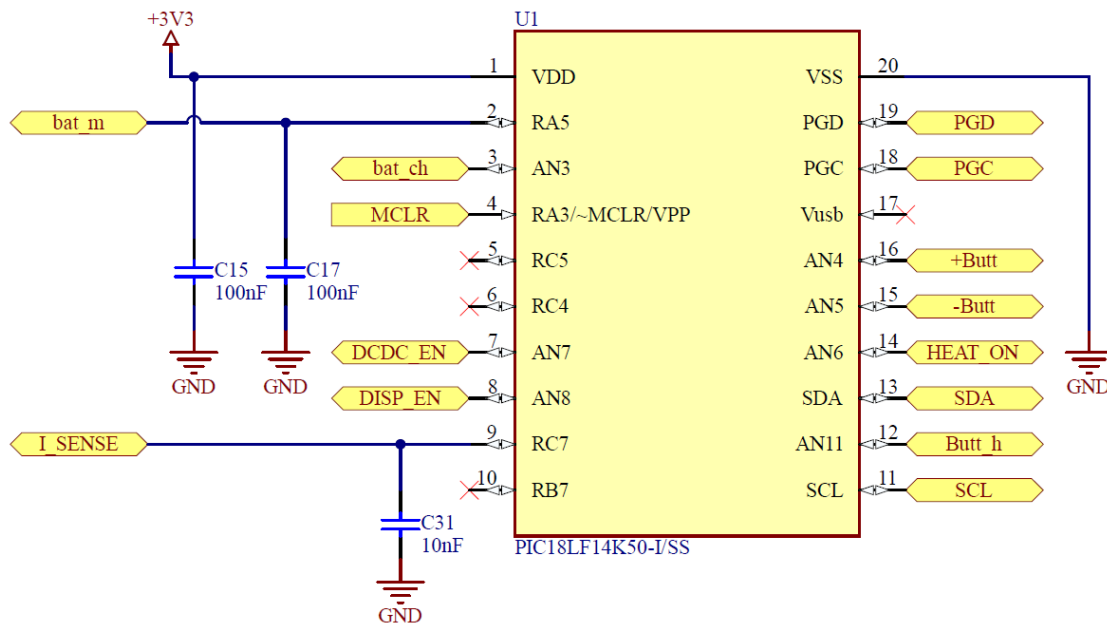 +3V3
U1
1 VDD VSS 20
bat_m 2 RA5 PGD 19 PGD
bat_ch 3 AN3 PGC 18 PGC
MCLR 4 RA3/~MCLR/VPP Vusb 17
5 RC5 AN4 16 +Butt
6 RC4 AN5 15 -Butt
C15 C17
100nF 100nF
DCDC_EN 7 AN7 AN6 14 HEAT_ON
GND GND GND
DISP_EN 8 AN8 SDA 13 SDA
I_SENSE 9 RC7 AN11 12 Butt_h
10 RB7 SCL 11 SCL
C31
10nF
PIC18LF14K50-I/SS
GND